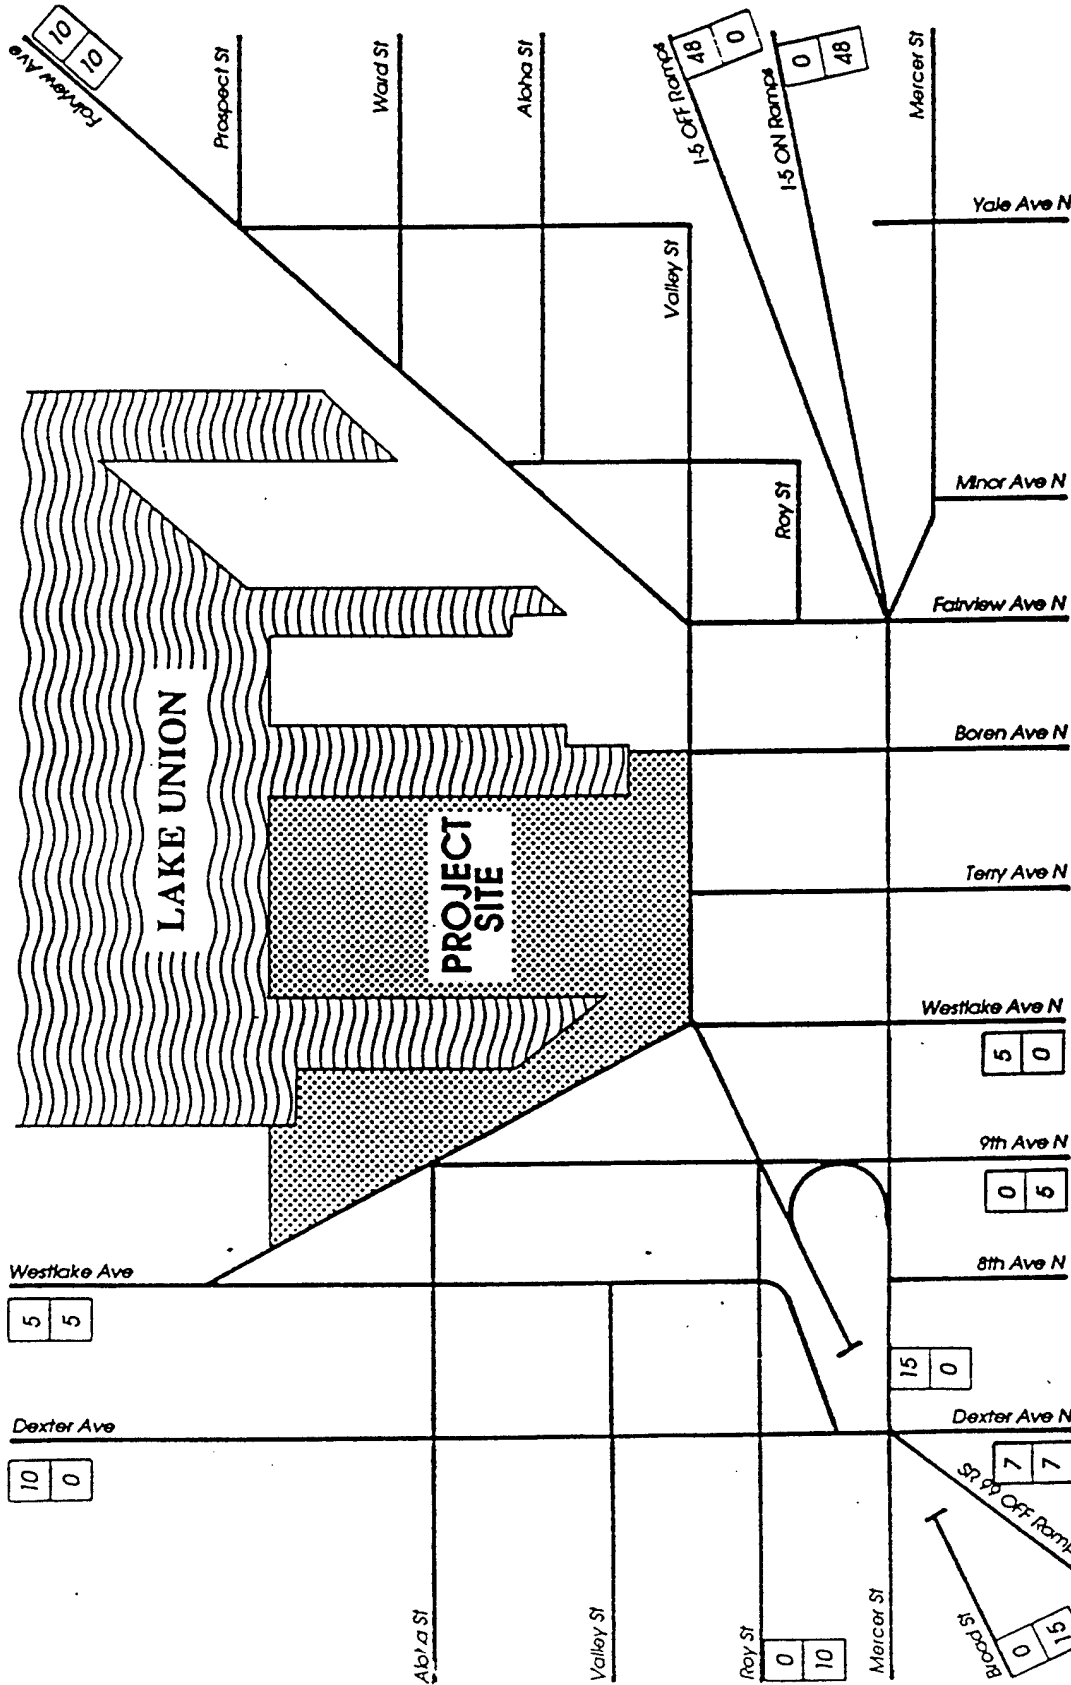 Fairview Ave
10
10
Prospect St
Ward St
Aloha St
I-5 OFF Ramps
48
0
I-5 ON Ramps
0
48
Mercer St
Yale Ave N
Valley St
Minor Ave N
Roy St
Fairview Ave N
LAKE UNION
Boren Ave N
PROJECT
SITE
Terry Ave N
Westlake Ave N
5
0
9th Ave N
0
5
Westlake Ave
5
5
8th Ave N
15
0
Dexter Ave
10
0
Dexter Ave N
7
7
SR 99 OFF Ramp
Aloha St
Valley St
Roy St
0
10
Mercer St
Broad St
0
15